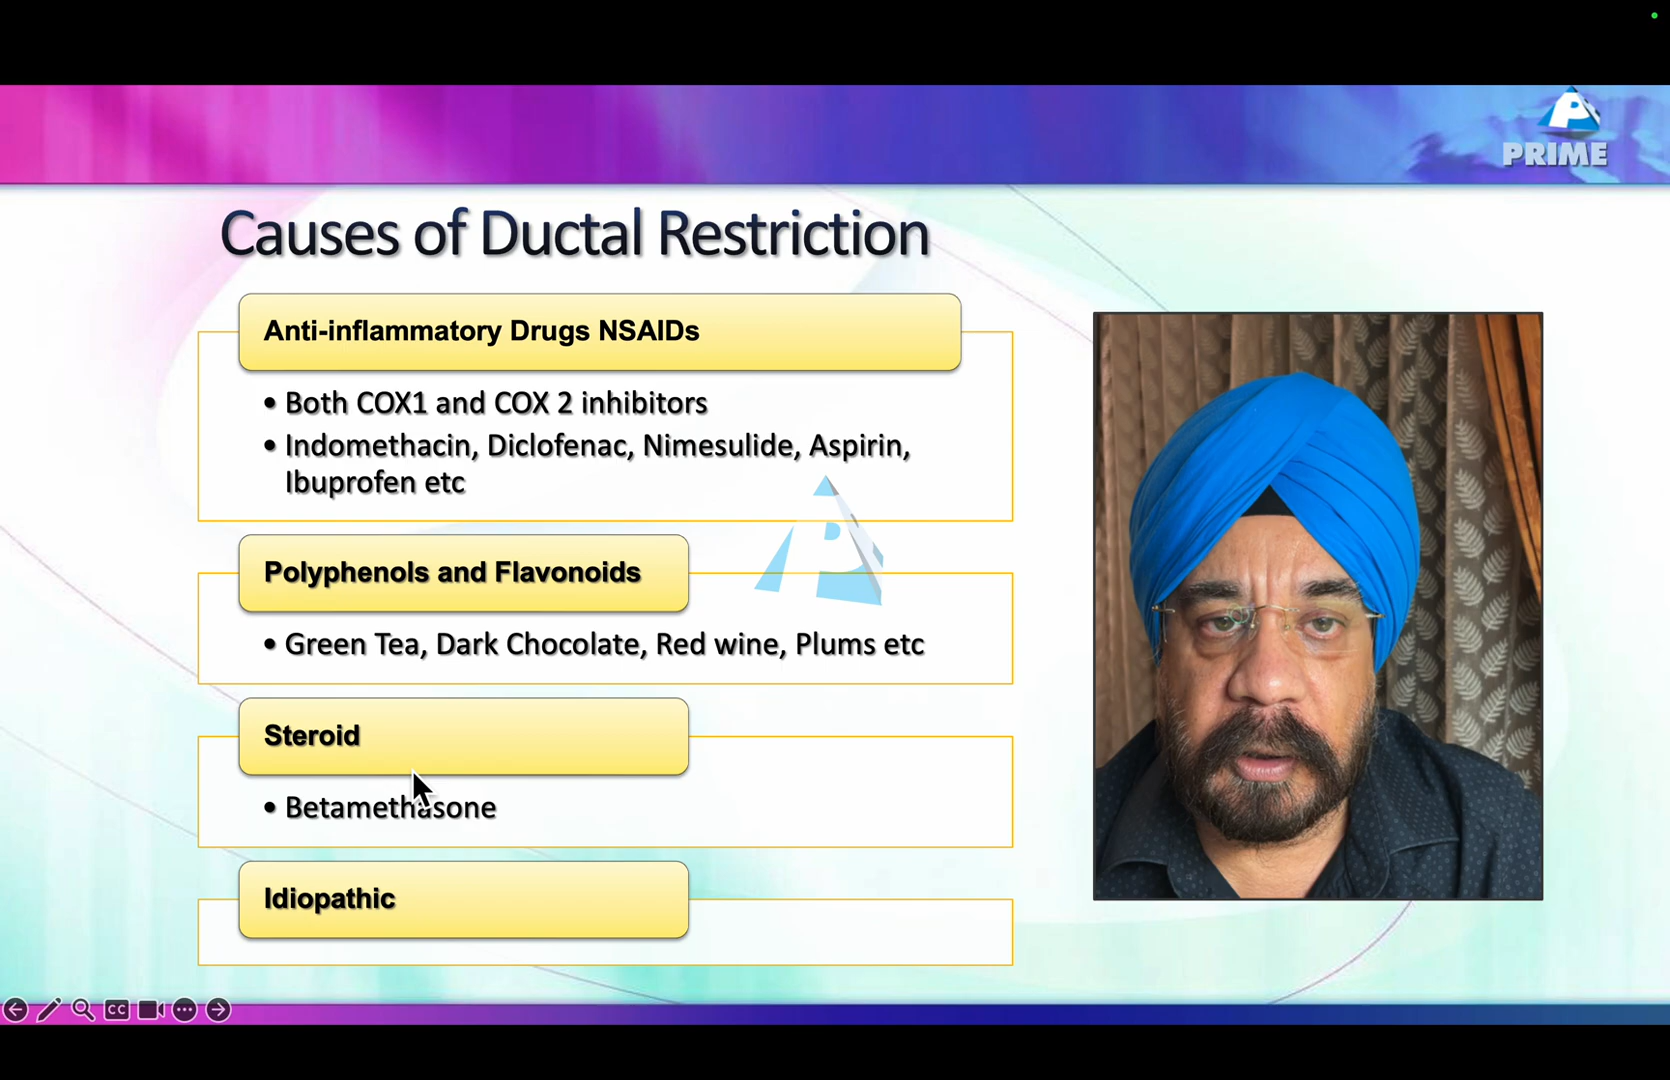 PRIME
Causes of Ductal Restriction
Anti-inflammatory Drugs NSAIDs
• Both COX1 and COX 2 inhibitors
• Indomethacin, Diclofenac, Nimesulide, Aspirin,
Ibuprofen etc
P
Polyphenols and Flavonoids
• Green Tea, Dark Chocolate, Red wine, Plums etc
Steroid
• Betamethasone
Idiopathic
CC